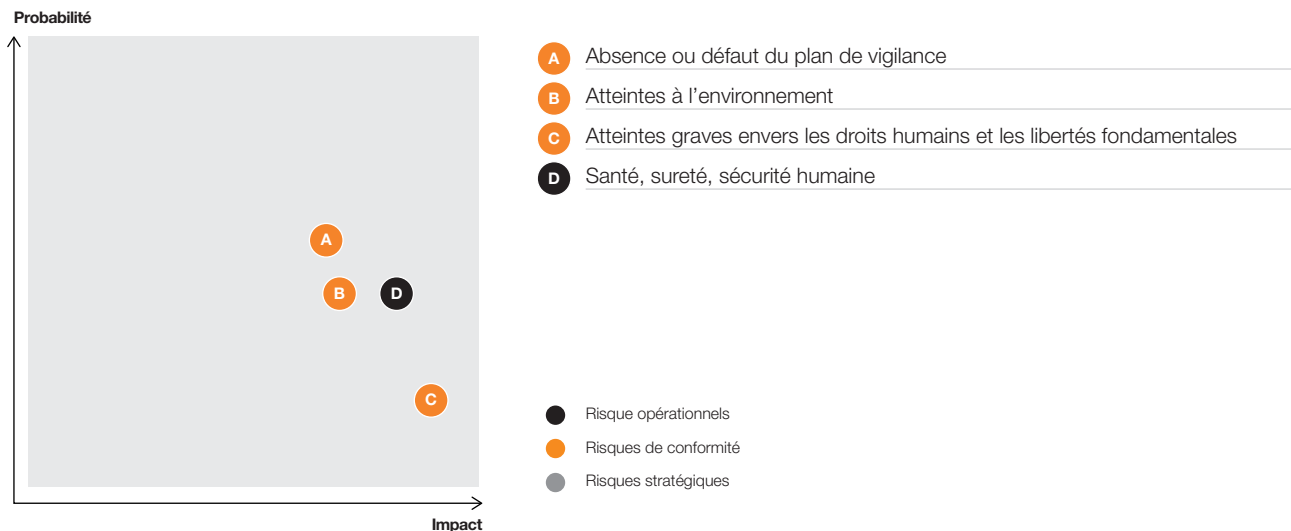 Probabilité
A Absence ou défaut du plan de vigilance
B Atteintes à l'environnement
C Atteintes graves envers les droits humains et les libertés fondamentales
D Santé, sureté, sécurité humaine
A
B
D
C
Risque opérationnels
Risques de conformité
Risques stratégiques
Impact